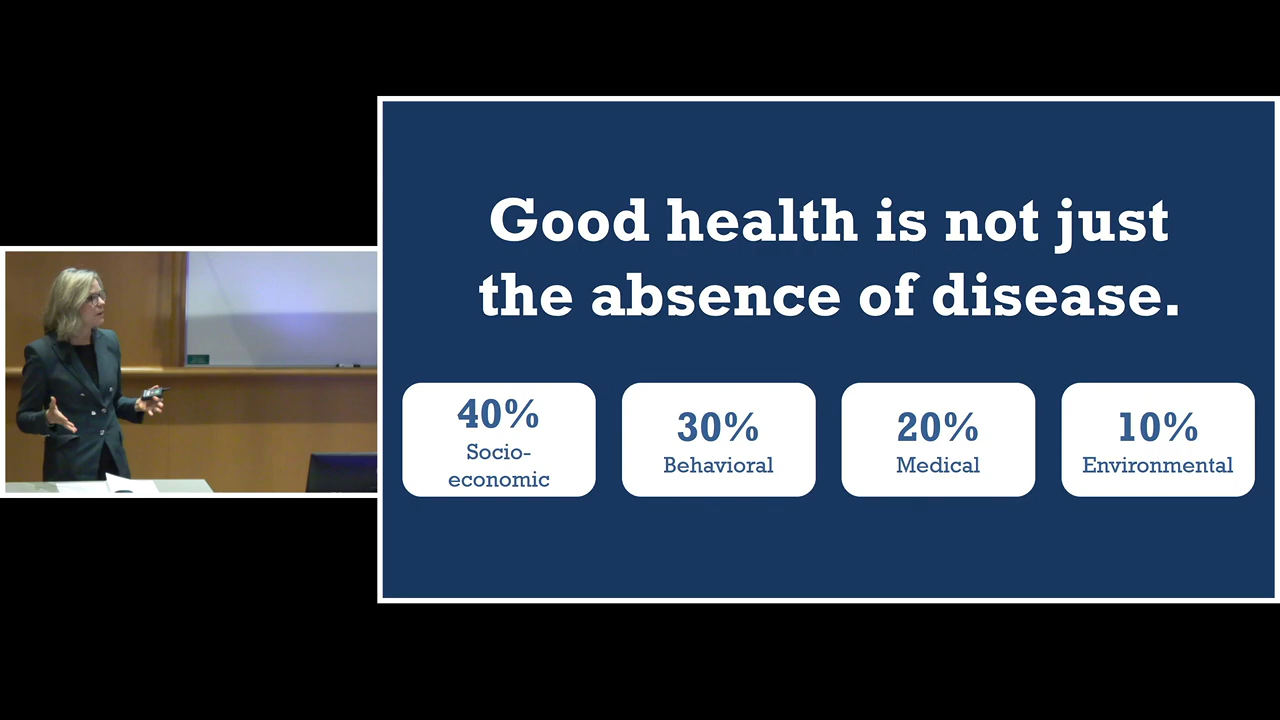 Good health is not just
the absence of disease.
40%
Socio-
economic
30%
Behavioral
20%
Medical
10%
Environmental